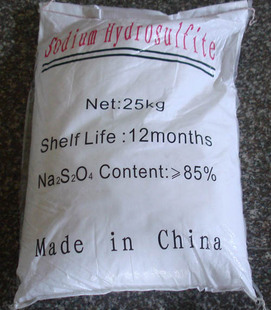 Sodium Hydrosulfite
Net:25kg
Shelf Life:12months
Na₂S₂O₄ Content:≥85%
Made in China